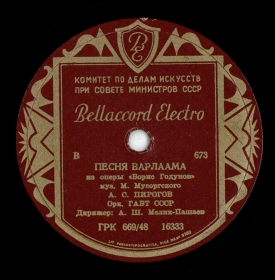 КОМИТЕТ ПО ДЕЛАМ ИСКУССТВ
ПРИ СОВЕТЕ МИНИСТРОВ СССР
Bellaccord Electro
В 673
ПЕСНЯ ВАРЛААМА
из оперы «Борис Годунов»
муз. М. Мусоргского
А. С. ПИРОГОВ
Орк. ГАБТ СССР
Дирижер: А. Ш. Мелик-Пашаев
ГРК 669/48 16333